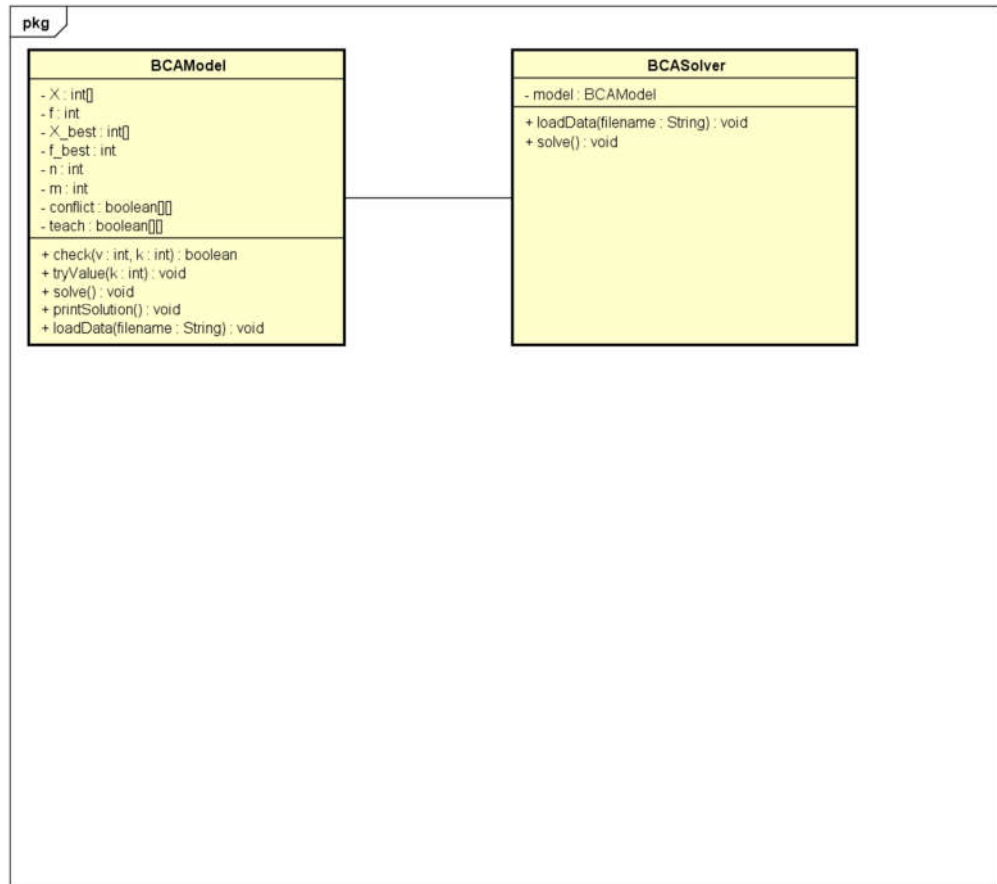 pkg
BCAModel
- X : int[]
- f : int
- X_best : int[]
- f_best : int
- n : int
- m : int
- conflict : boolean[][]
- teach : boolean[][]
+ check(v : int, k : int) : boolean
+ tryValue(k : int) : void
+ solve() : void
+ printSolution() : void
+ loadData(filename : String) : void
BCASolver
- model : BCAModel
+ loadData(filename : String) : void
+ solve() : void